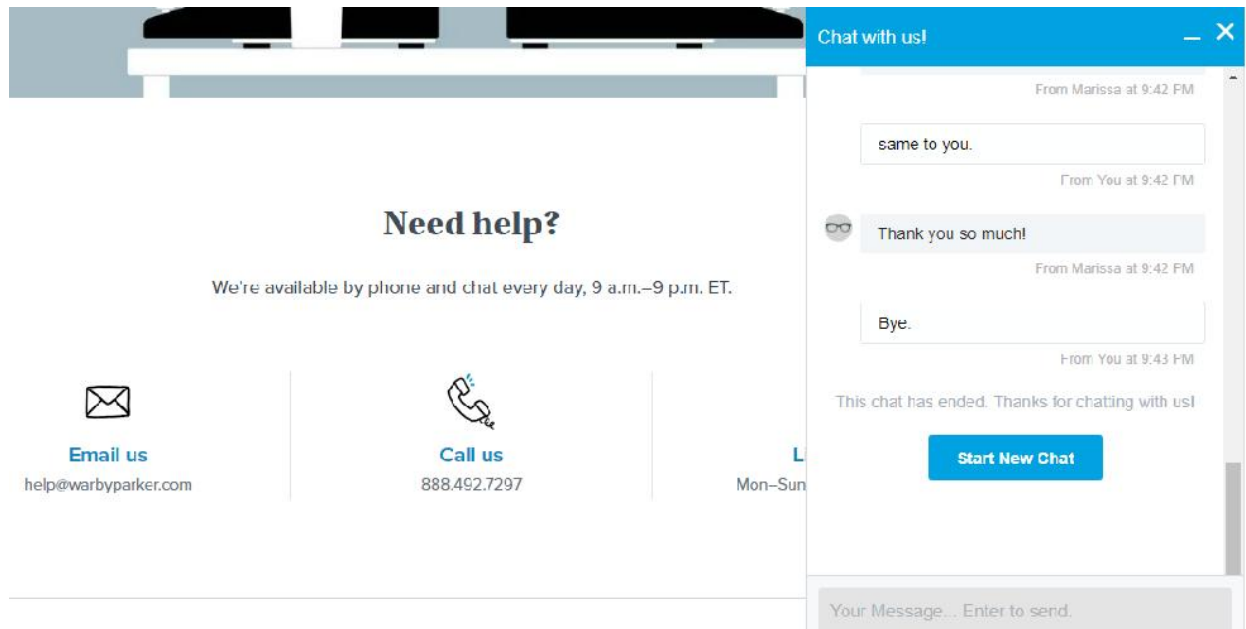 Need help?
We're available by phone and chat every day, 9 a.m.–9 p.m. ET.
Email us
help@warbyparker.com
Call us
888.492.7297
Mon–Sun
Chat with us!
From Marissa at 9:42 PM
same to you.
From You at 9:42 PM
Thank you so much!
From Marissa at 9:42 PM
Bye.
From You at 9:43 PM
This chat has ended. Thanks for chatting with us!
Start New Chat
Your Message... Enter to send.